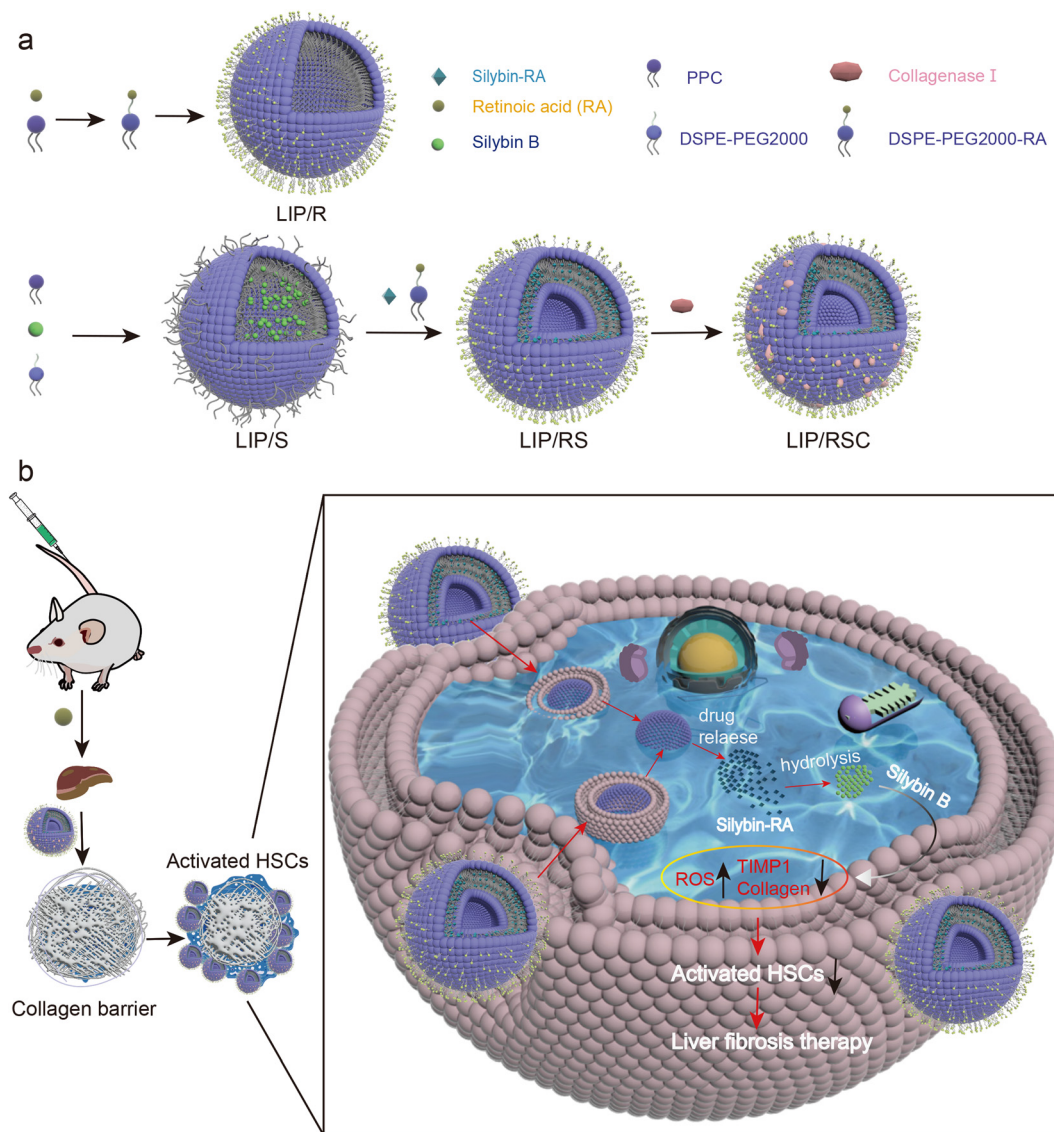 a
Silybin-RA
Retinoic acid (RA)
Silybin B
PPC
DSPE-PEG2000
Collagenase I
DSPE-PEG2000-RA
LIP/R
LIP/S
LIP/RS
LIP/RSC
b
Activated HSCs
Collagen barrier
drug
relaese
hydrolysis
Silybin B
Silybin-RA
ROS
TIMP1
Collagen
Activated HSCs
Liver fibrosis therapy